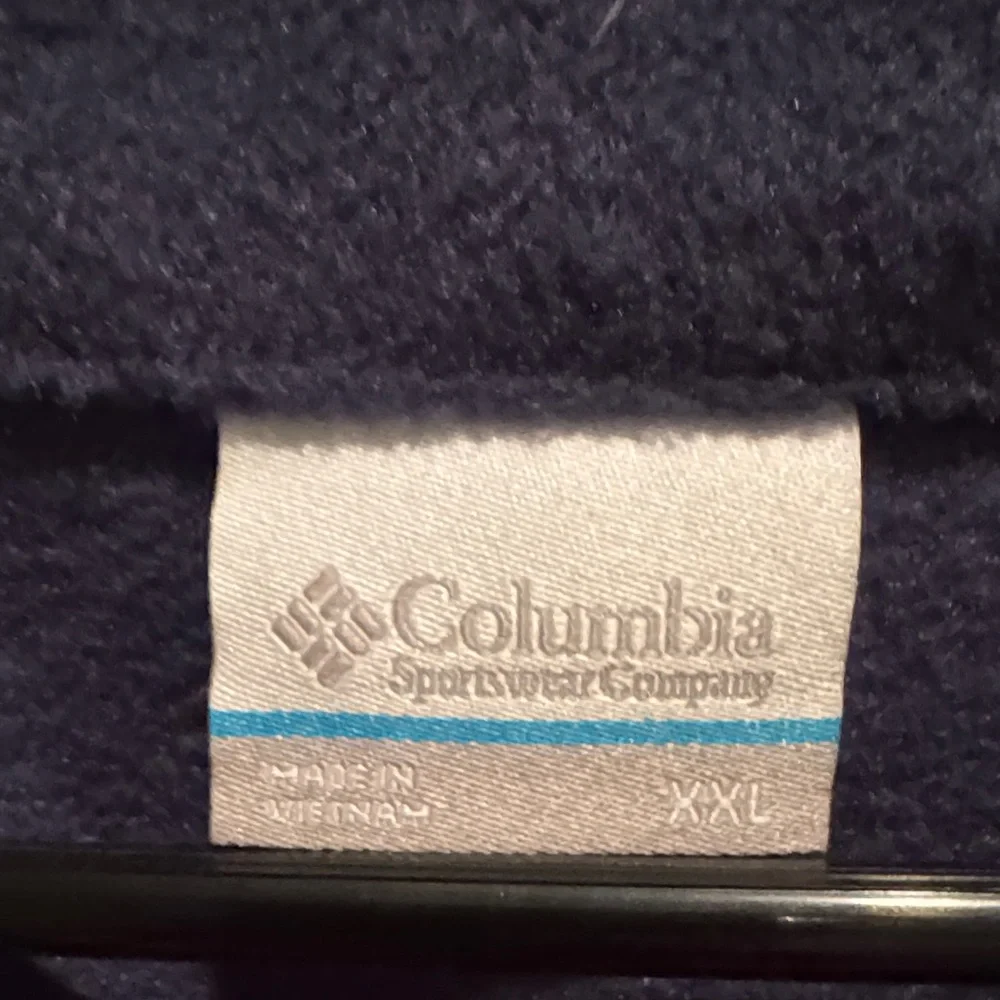 Columbia
Sportswear Company
MADE IN
VIETNAM
XXL